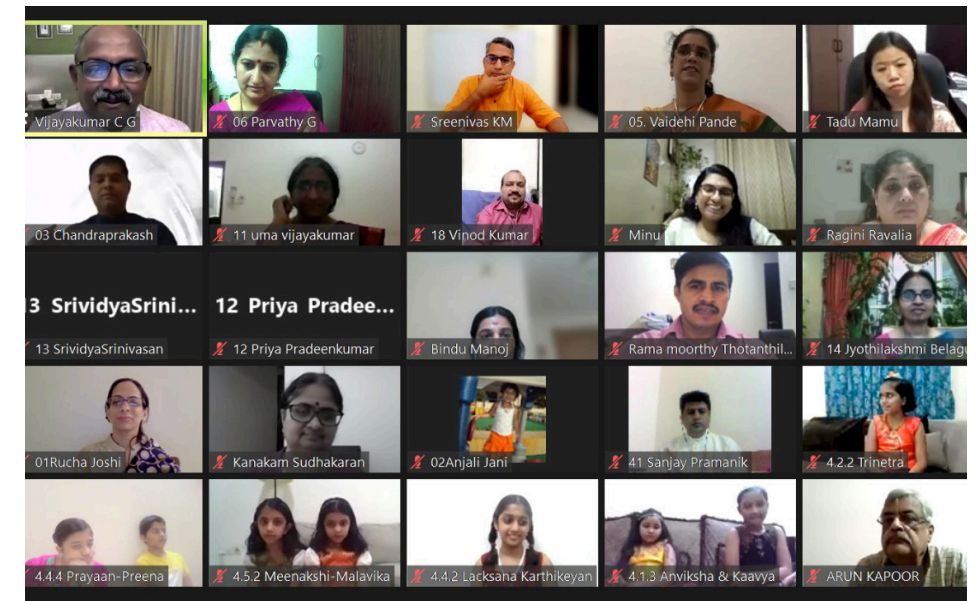 Vijayakumar C G
06 Parvathy G
Sreenivas KM
05. Vaidehi Pande
Tadu Mamu
03 Chandraprakash
11 uma vijayakumar
18 Vinod Kumar
Minu
Ragini Ravalia
3 SrividyaSrini...
12 Priya Pradee...
13 SrividyaSrinivasan
12 Priya Pradeenkumar
Bindu Manoj
Rama moorthy Thotanthil...
14 Jyothilakshmi Belagu
01Rucha Joshi
Kanakam Sudhakaran
02Anjali Jani
41 Sanjay Pramanik
4.2.2 Trinetra
4.4.4 Prayaan-Preena
4.5.2 Meenakshi-Malavika
4.4.2 Lacksana Karthikeyan
4.1.3 Anviksha & Kaavya
ARUN KAPOOR